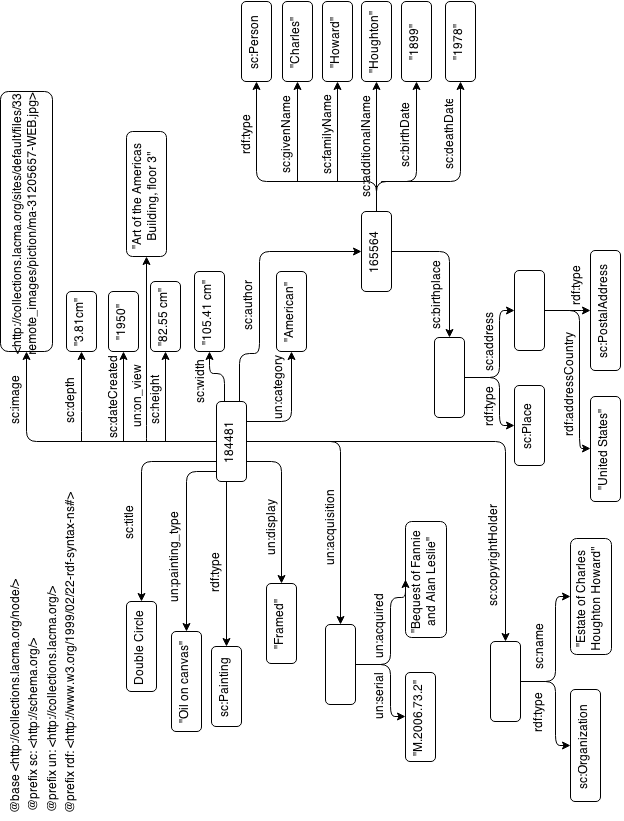 @base <http://collections.lacma.org/node/>
@prefix sc: <http://schema.org/>
@prefix un: <http://collections.lacma.org/>
@prefix rdf: <http://www.w3.org/1999/02/22-rdf-syntax-ns#>
sc:image
<http://collections.lacma.org/sites/default/files/33
remote_images/piction/ma-31205657-WEB.jpg>
sc:depth
"3.81cm"
sc:dateCreated
"1950"
un:on_view
"Art of the Americas
Building, floor 3"
sc:height
"82.55 cm"
sc:width
"105.41 cm"
sc:title
Double Circle
un:painting_type
"Oil on canvas"
rdf:type
sc:Painting
un:display
"Framed"
184481
sc:author
un:category
"American"
165564
rdf:type
sc:Person
sc:givenName
"Charles"
sc:familyName
"Howard"
sc:additionalName
"Houghton"
sc:birthDate
"1899"
sc:deathDate
"1978"
un:acquisition
un:serial
"M.2006.73.2"
un:acquired
"Bequest of Fannie
and Alan Leslie"
sc:birthplace
rdf:type
sc:Place
sc:address
rdf:addressCountry
"United States"
rdf:type
sc:PostalAddress
sc:copyrightHolder
rdf:type
sc:Organization
sc:name
"Estate of Charles
Houghton Howard"